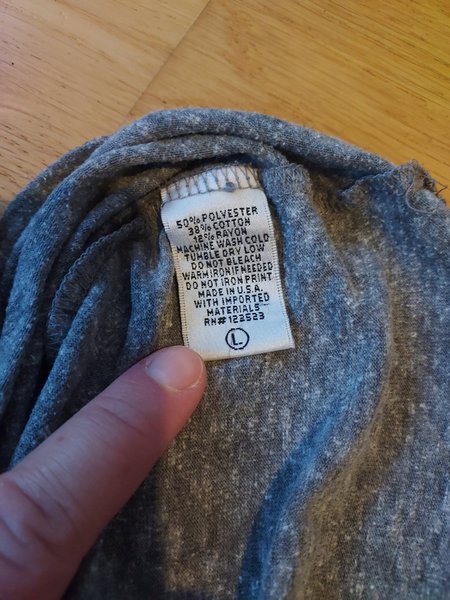 50% POLYESTER
38% COTTON
12% RAYON
MACHINE WASH COLD
TUMBLE DRY LOW
DO NOT BLEACH
WARM IRON IF NEEDED
DO NOT IRON PRINT
MADE IN U.S.A.
WITH IMPORTED
MATERIALS
RN# 123523
L